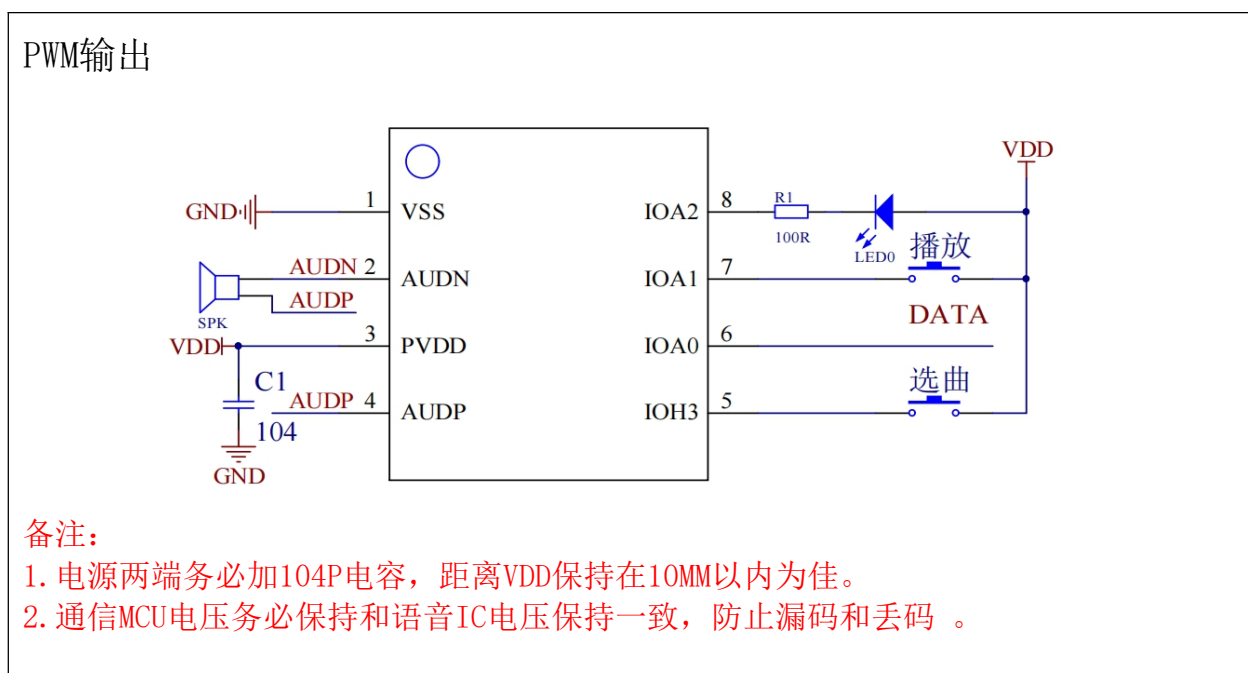 PWM输出
VDD
GND 1 VSS IOA2 8 R1
100R LED0 播放
AUDN 2 AUDN IOA1 7
AUDP
SPK DATA
VDD 3 PVDD IOA0 6
C1 选曲
AUDP 4 AUDP IOH3 5
104
GND
备注:
1.电源两端务必加104P电容，距离VDD保持在10MM以内为佳。
2.通信MCU电压务必保持和语音IC电压保持一致，防止漏码和丢码 。